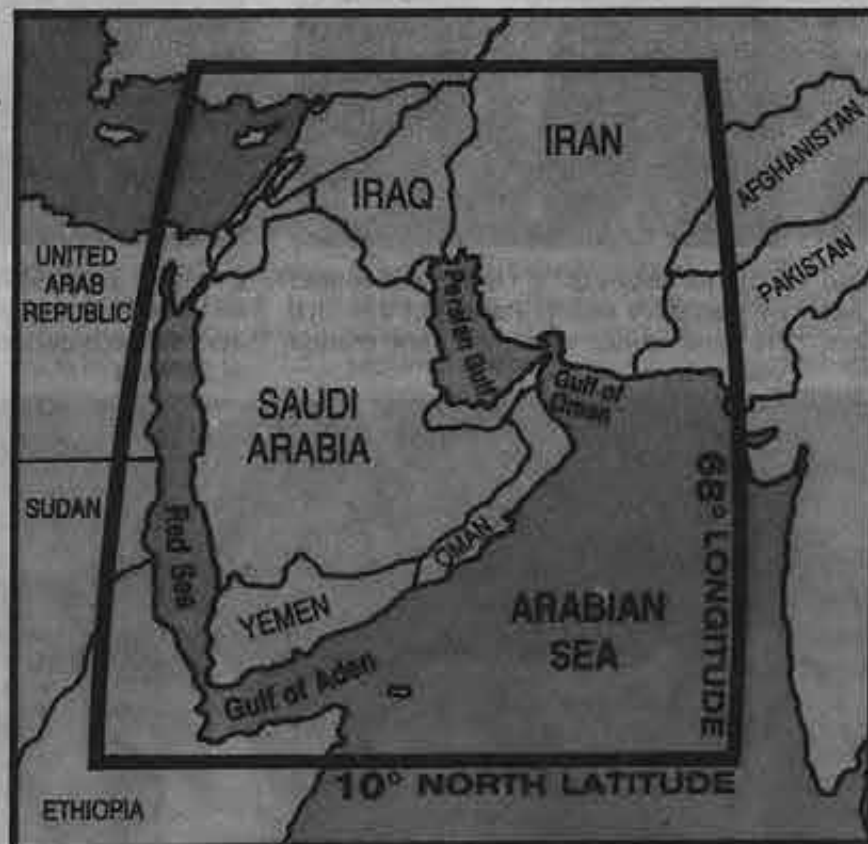 IRAN
AFGHANISTAN
IRAQ
PAKISTAN
UNITED
ARAB
REPUBLIC
Persian Gulf
Gulf of
Oman
SAUDI
ARABIA
68° LONGITUDE
SUDAN
Red Sea
OMAN
YEMEN
ARABIAN
SEA
Gulf of Aden
10° NORTH LATITUDE
ETHIOPIA